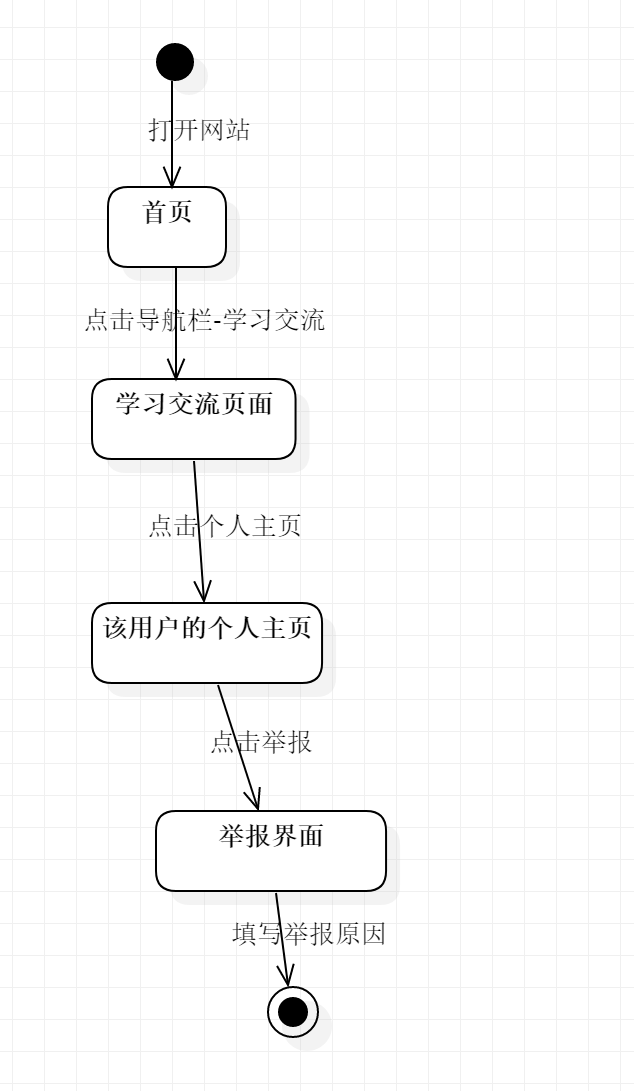 打开网站
首页
点击导航栏-学习交流
学习交流页面
点击个人主页
该用户的个人主页
点击举报
举报界面
填写举报原因